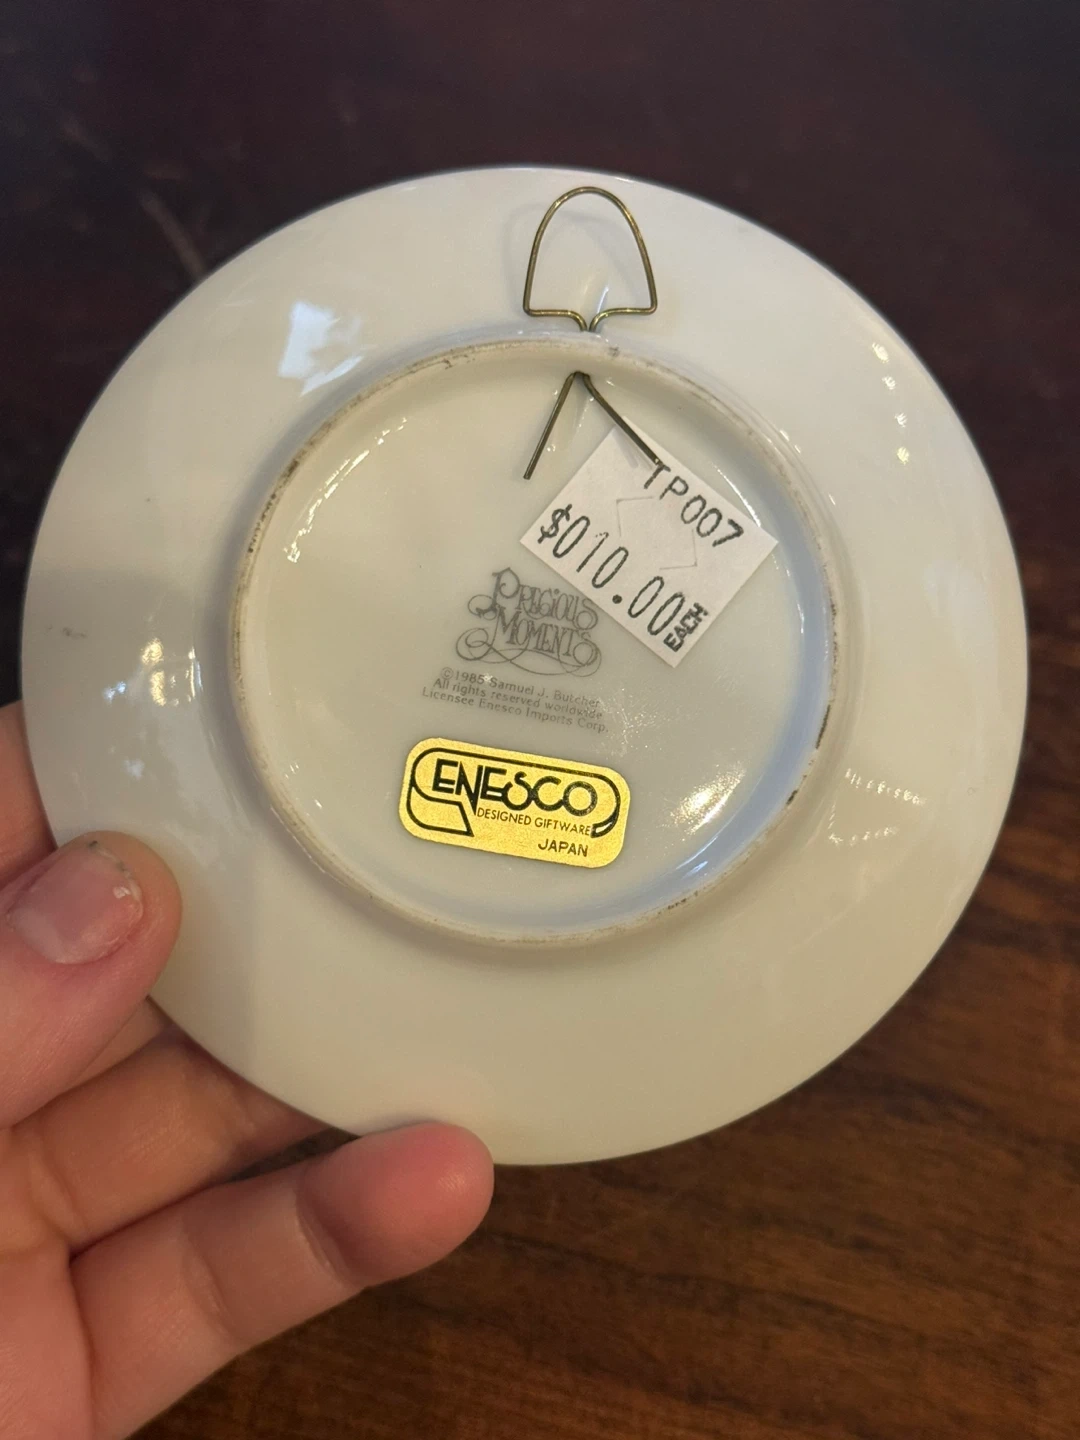 TP007
$010.00 EACH
PRECIOUS
MOMENTS
©1985 Samuel J. Butcher
All rights reserved worldwide
Licensee Enesco Imports Corp.
ENESCO
DESIGNED GIFTWARE
JAPAN